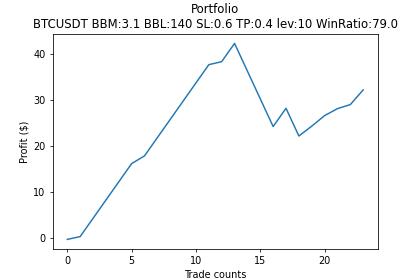 Portfolio
BTCUSDT BBM:3.1 BBL:140 SL:0.6 TP:0.4 lev:10 WinRatio:79.0
40
30
20
10
0
Profit ($)
0 5 10 15 20
Trade counts